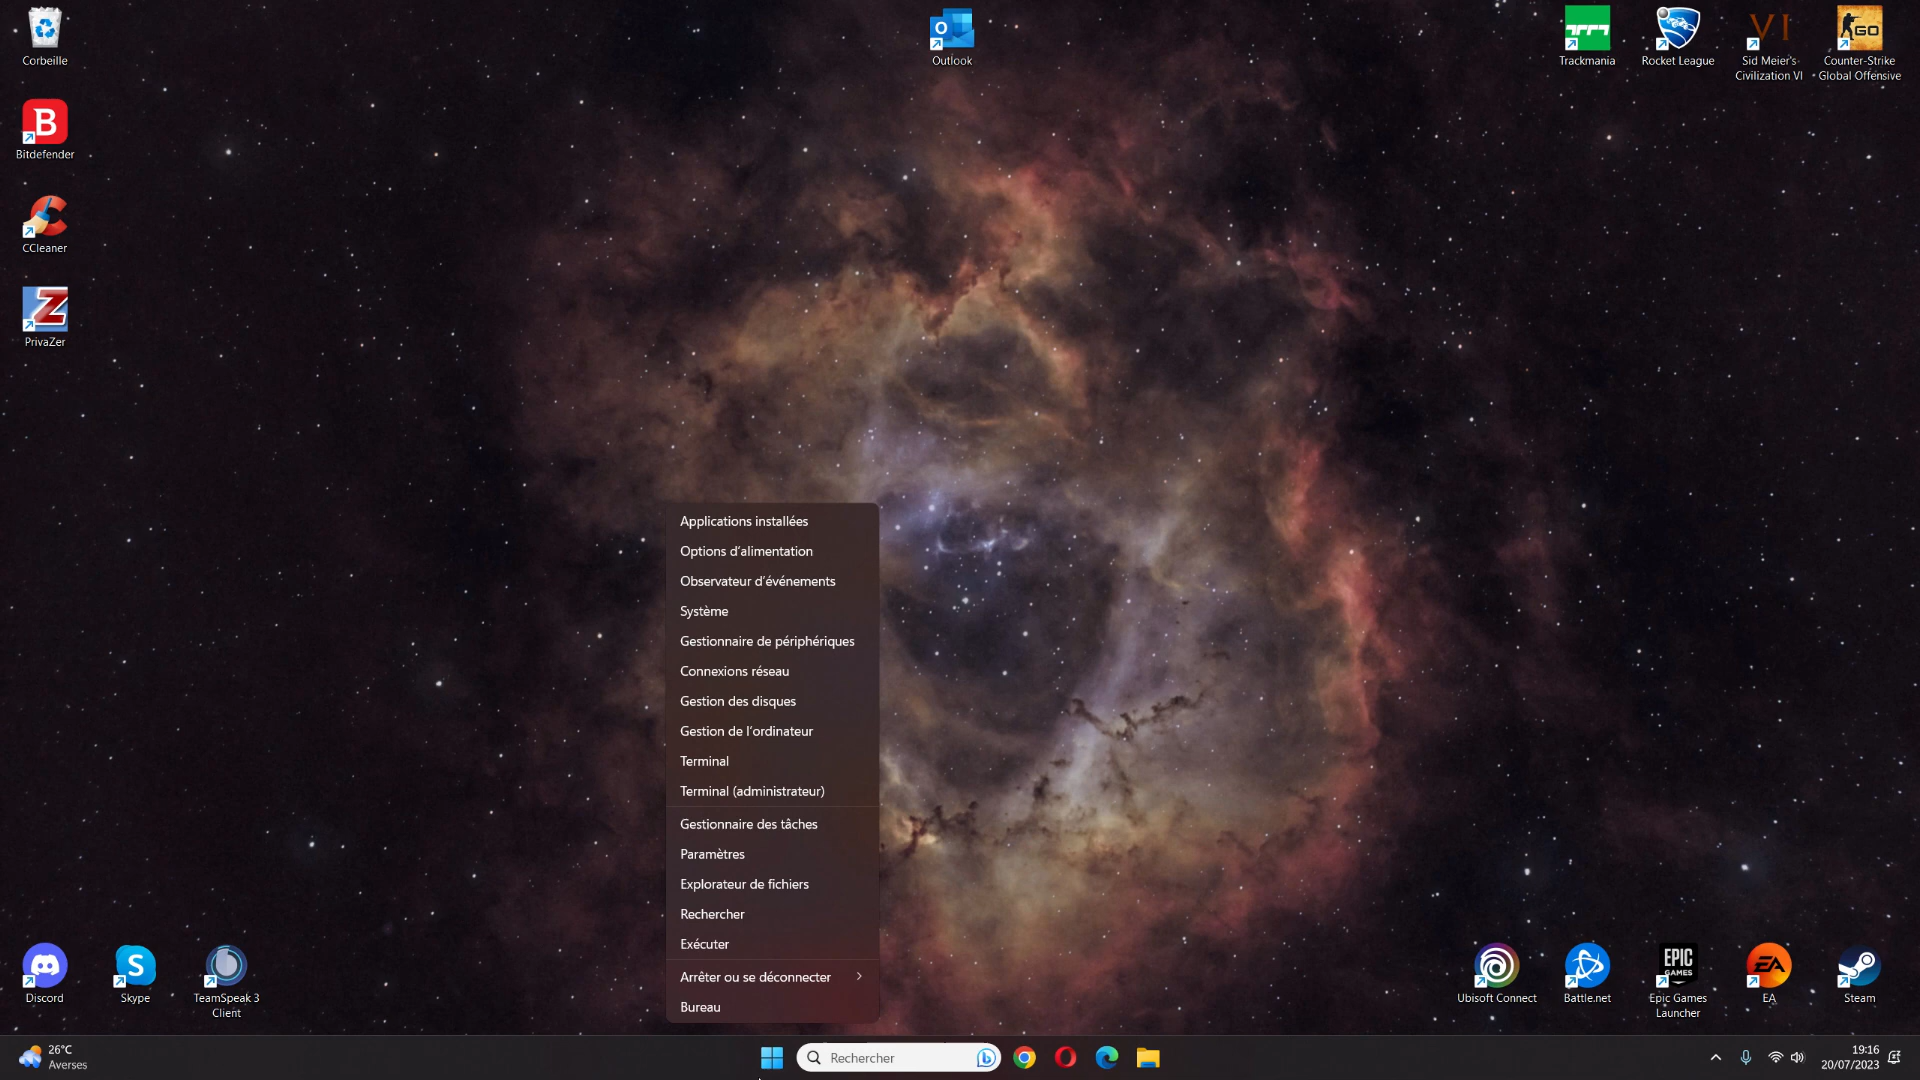 Corbeille
Outlook
Trackmania
Rocket League
Sid Meier's
Civilization VI
Counter-Strike
Global Offensive
VI
GO
B
Bitdefender
CCleaner
Z
PrivaZer
Applications installées
Options d'alimentation
Observateur d'événements
Système
Gestionnaire de périphériques
Connexions réseau
Gestion des disques
Gestion de l'ordinateur
Terminal
Terminal (administrateur)
Gestionnaire des tâches
Paramètres
Explorateur de fichiers
Rechercher
Exécuter
Arrêter ou se déconnecter
Bureau
Discord
S
Skype
TeamSpeak 3
Client
Ubisoft Connect
Battle.net
EPIC
GAMES
Epic Games
Launcher
EA
EA
Steam
26°C
Averses
Rechercher
19:16
20/07/2023